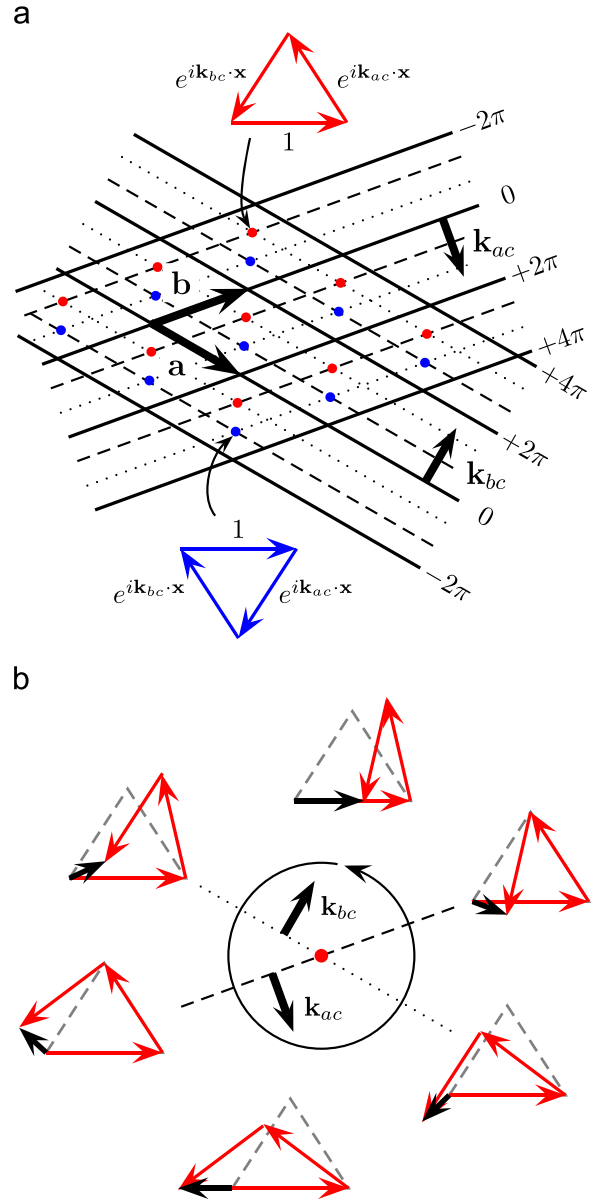 a
e^{i𝐤_{bc}·𝐱} e^{i𝐤_{ac}·𝐱}
1
−2π
0
𝐤_{ac}
𝐛
+2π
𝐚
+4π
+4π
+2π
𝐤_{bc}
0
1
e^{i𝐤_{bc}·𝐱} e^{i𝐤_{ac}·𝐱}
−2π
b
𝐤_{bc}
𝐤_{ac}